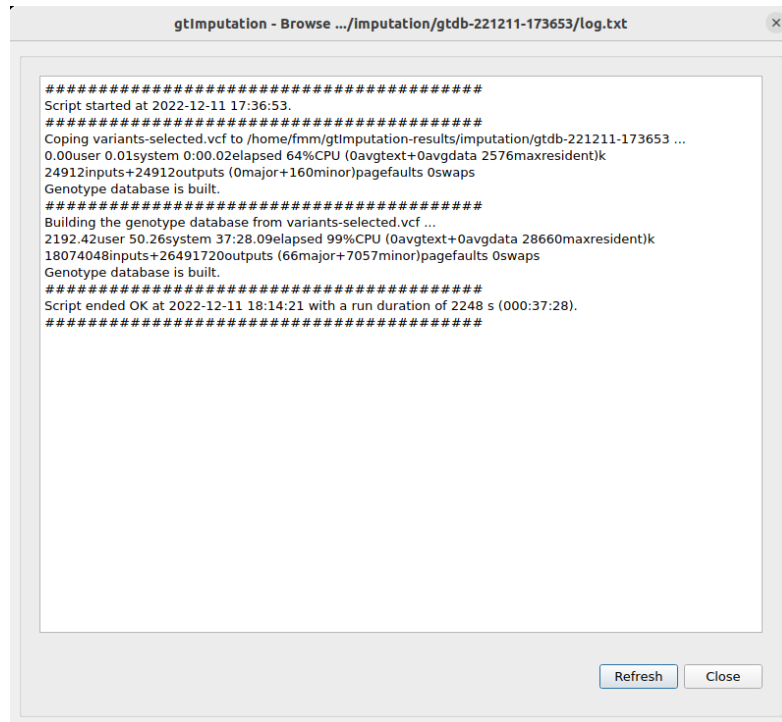 gtImputation - Browse .../imputation/gtdb-221211-173653/log.txt
#########################################
Script started at 2022-12-11 17:36:53.
#########################################
Coping variants-selected.vcf to /home/fmm/gtImputation-results/imputation/gtdb-221211-173653 ...
0.00user 0.01system 0:00.02elapsed 64%CPU (0avgtext+0avgdata 2576maxresident)k
24912inputs+24912outputs (0major+160minor)pagefaults 0swaps
Genotype database is built.
#########################################
Building the genotype database from variants-selected.vcf ...
2192.42user 50.26system 37:28.09elapsed 99%CPU (0avgtext+0avgdata 28660maxresident)k
18074048inputs+26491720outputs (66major+7057minor)pagefaults 0swaps
Genotype database is built.
#########################################
Script ended OK at 2022-12-11 18:14:21 with a run duration of 2248 s (000:37:28).
#########################################
Refresh Close